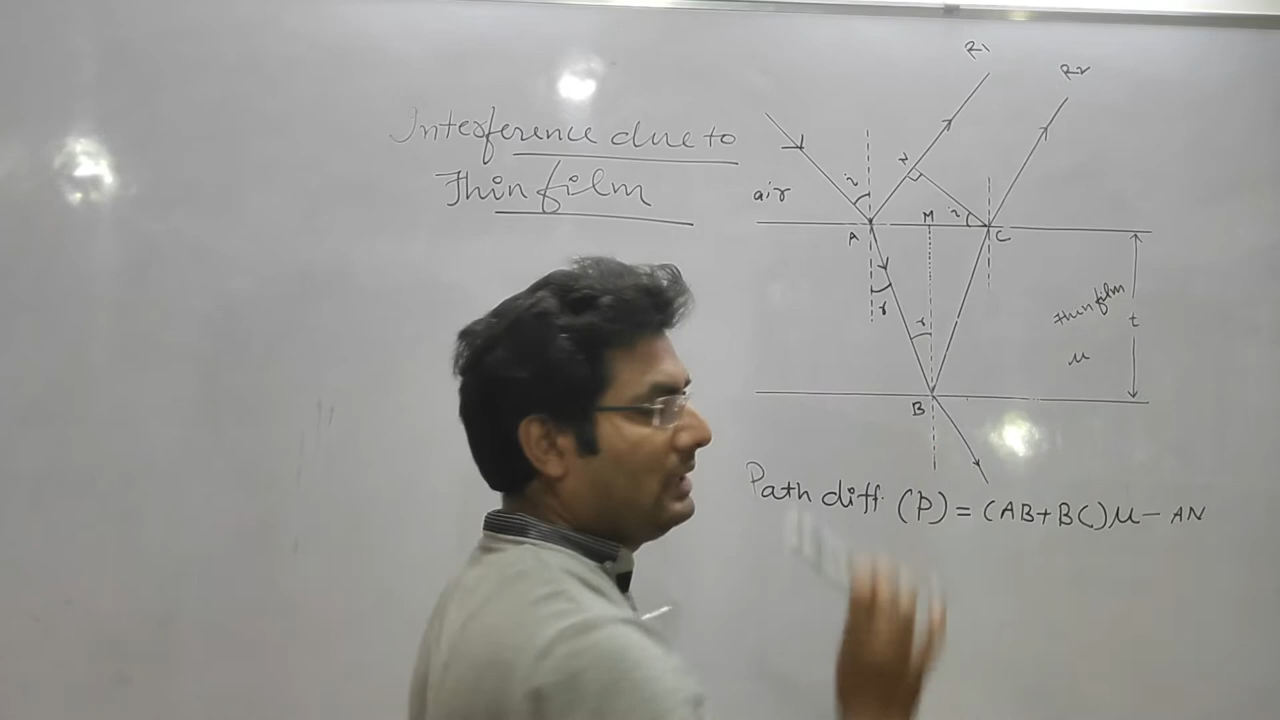 Interference due to
Thin film
R1
R2
air
i
N
i
A
M
C
r
r
thin film
t
μ
B
Path diff. (P) = (AB+BC)μ - AN